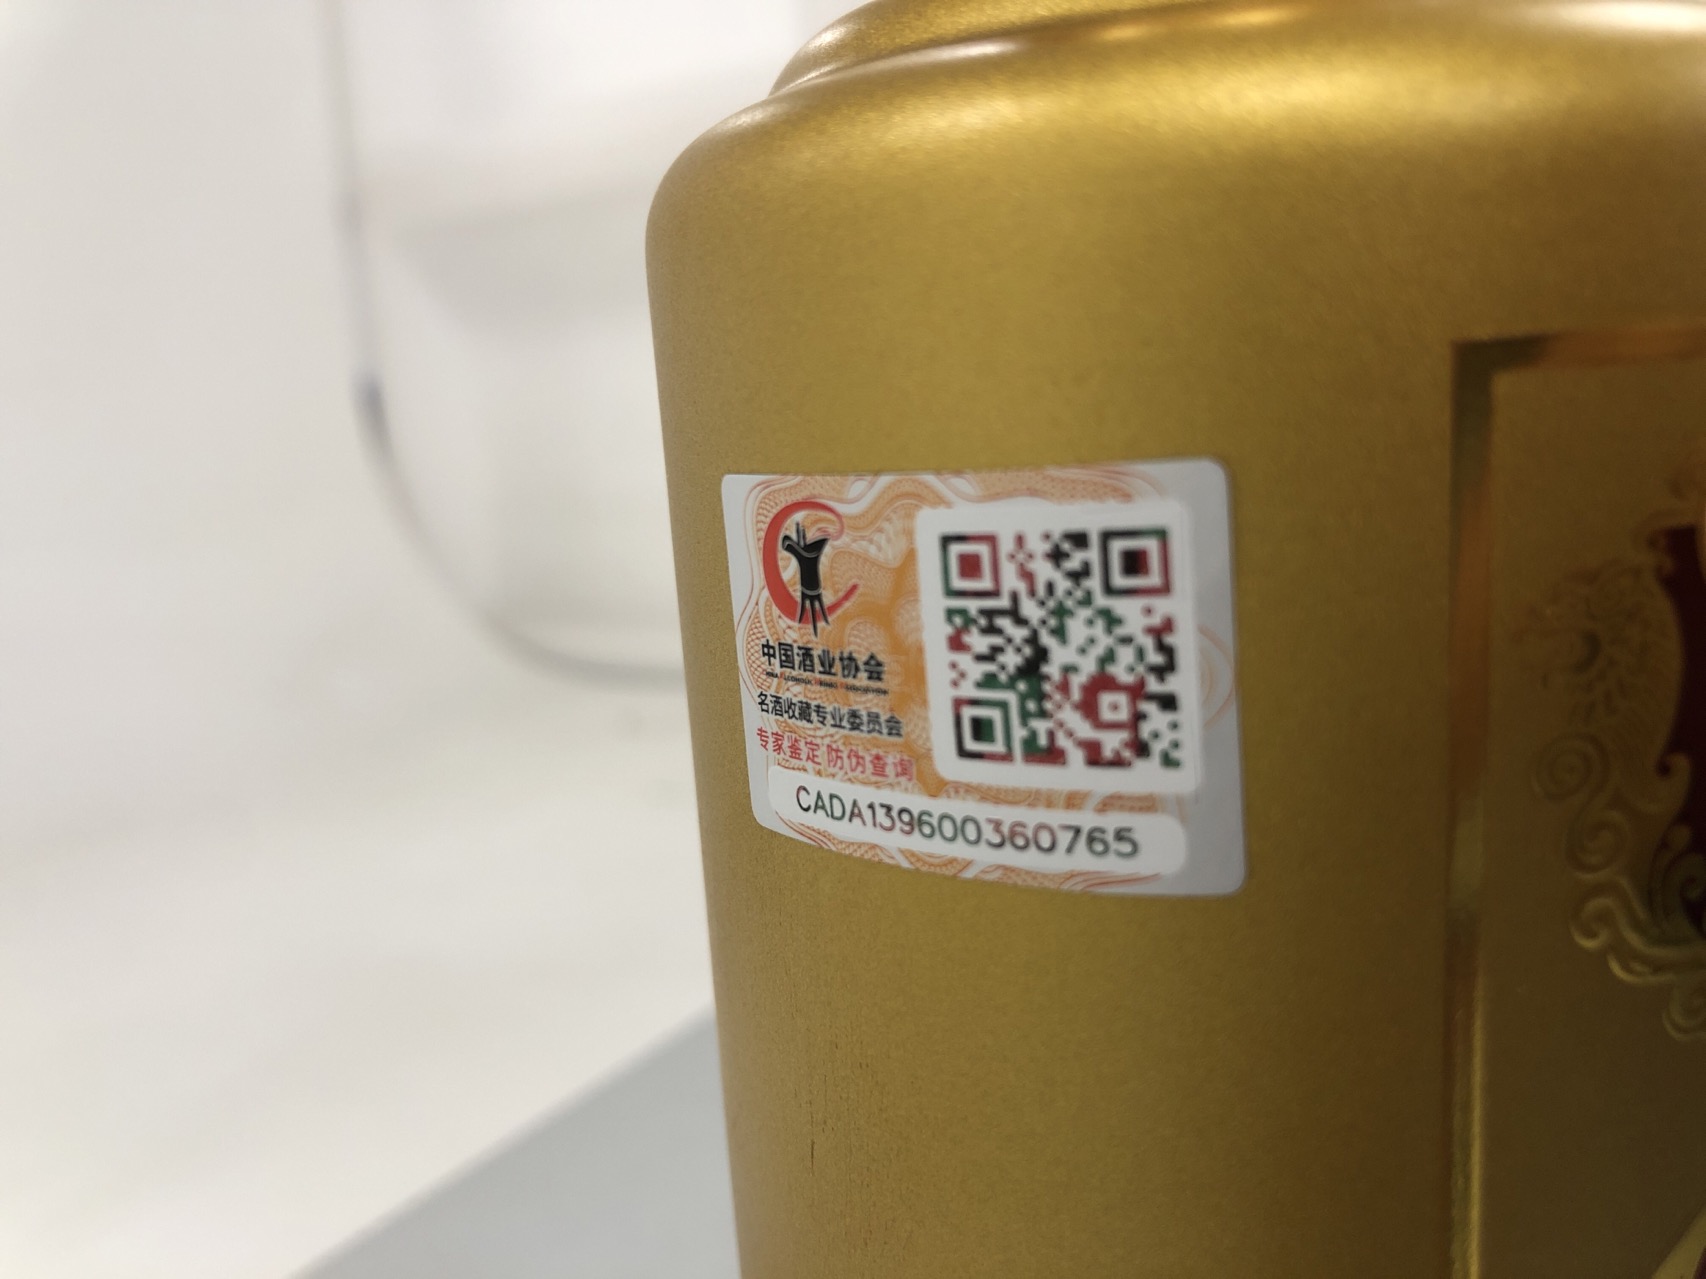 中国酒业协会
名酒收藏专业委员会
专家鉴定 防伪查询
CADA139600360765